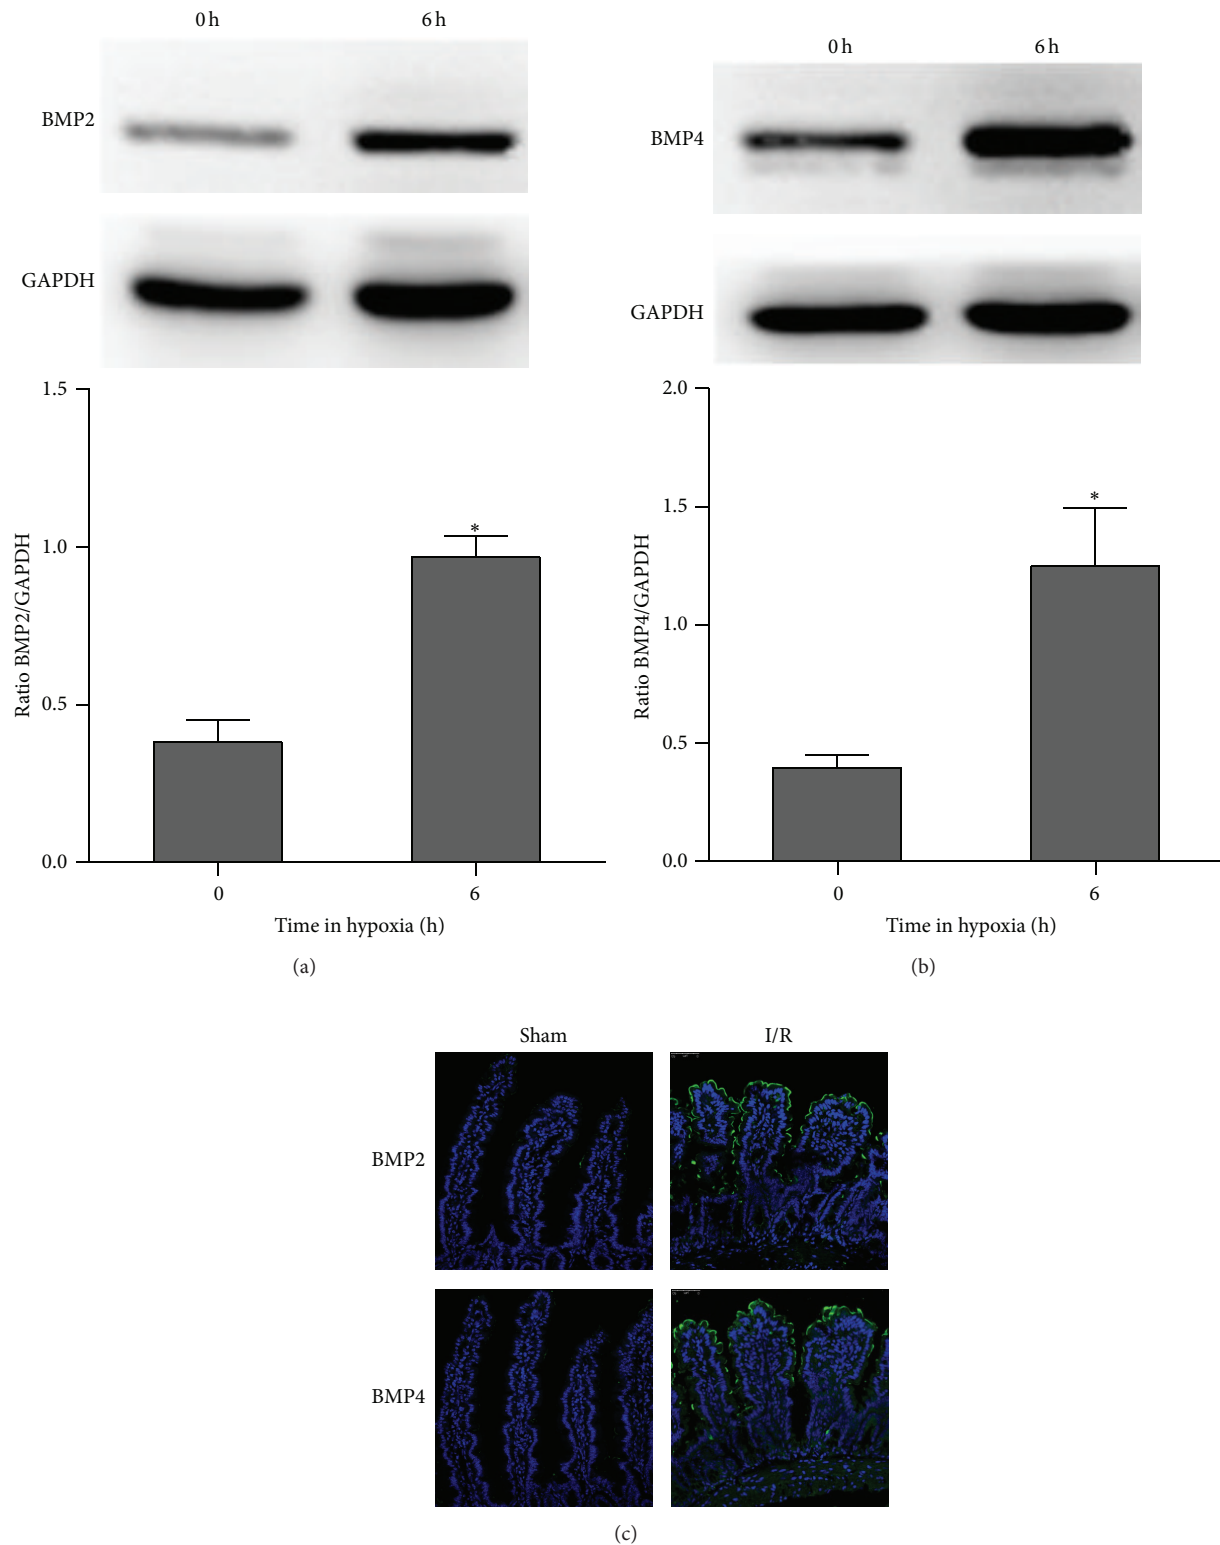 0 h 6 h
BMP2
GAPDH
1.5
1.0
0.5
0.0
Ratio BMP2/GAPDH
*
0 6
Time in hypoxia (h)
(a)
0 h 6 h
BMP4
GAPDH
2.0
1.5
1.0
0.5
0.0
Ratio BMP4/GAPDH
*
0 6
Time in hypoxia (h)
(b)
Sham I/R
BMP2
BMP4
(c)